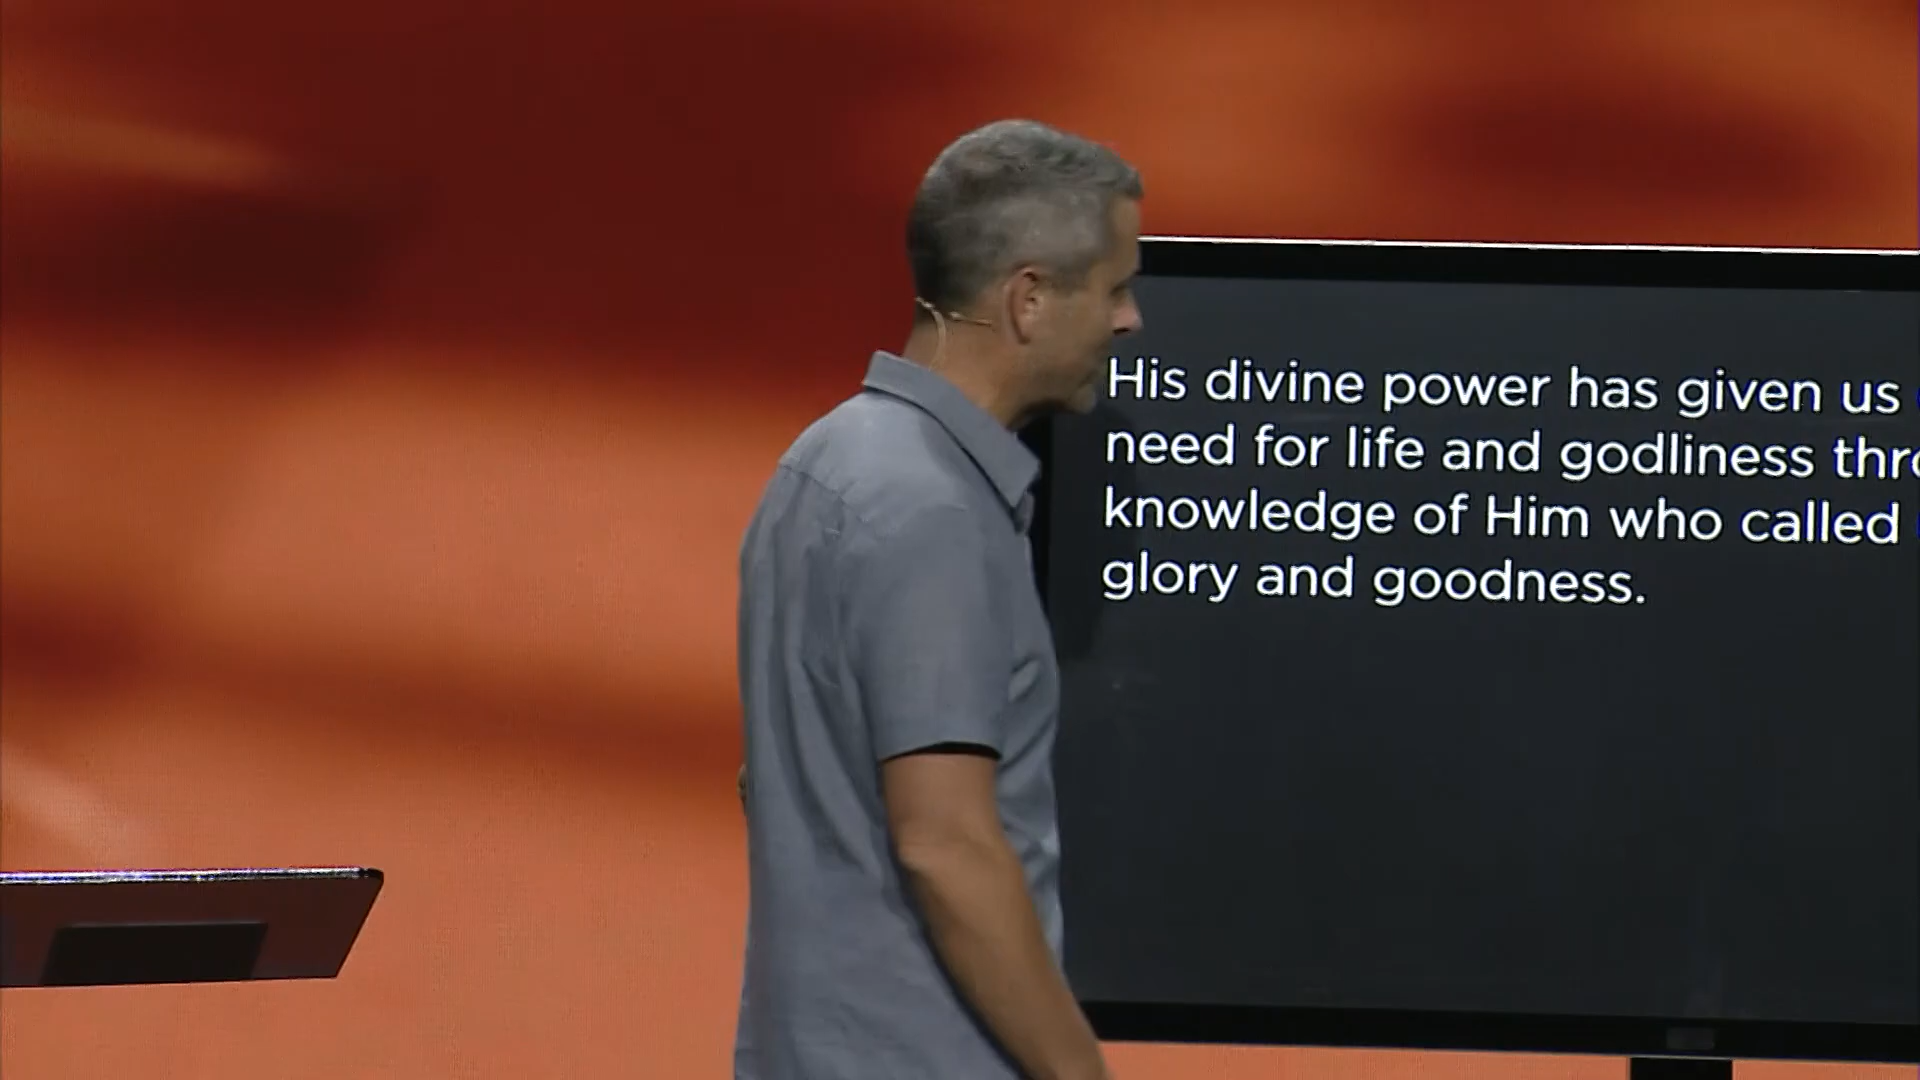 His divine power has given us
need for life and godliness thro
knowledge of Him who called
glory and goodness.